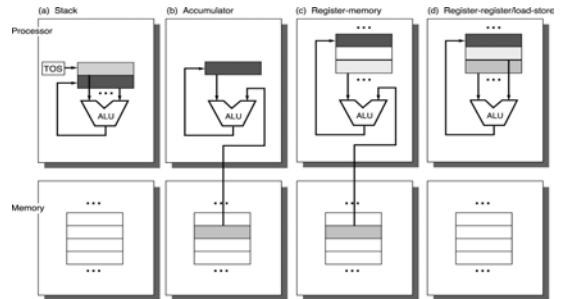 (a) Stack (b) Accumulator (c) Register-memory (d) Register-register/load-store
Processor
...
TOS
...
... ...
ALU ALU ALU ALU
Memory
... ... ... ...
... ... ... ...